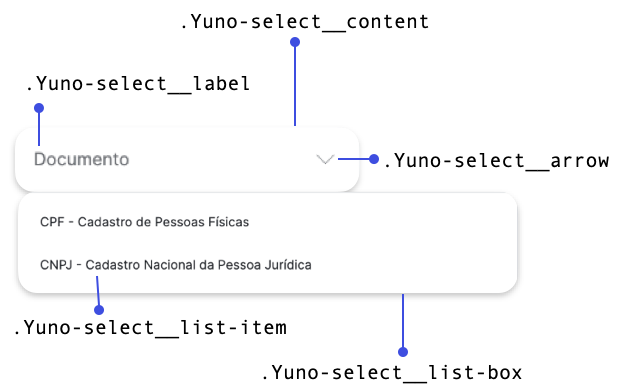 .Yuno-select__content
.Yuno-select__label
Documento
.Yuno-select__arrow
CPF - Cadastro de Pessoas Físicas
CNPJ - Cadastro Nacional da Pessoa Jurídica
.Yuno-select__list-item
.Yuno-select__list-box